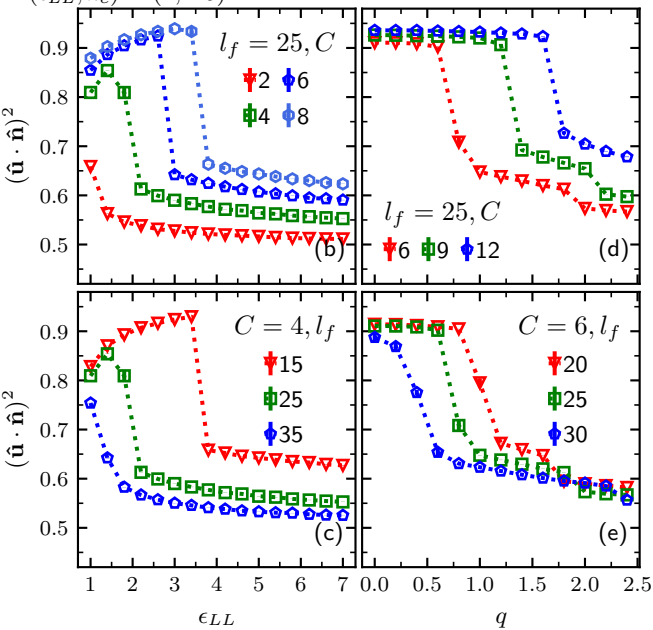 l_f = 25, C
2 6
4 8
(b)
(û · n̂)²
0.9
0.8
0.7
0.6
0.5
l_f = 25, C
6 9 12
(d)
C = 4, l_f
15
25
35
(c)
(û · n̂)²
0.9
0.8
0.7
0.6
0.5
1 2 3 4 5 6 7
ϵ_LL
C = 6, l_f
20
25
30
(e)
0.0 0.5 1.0 1.5 2.0 2.5
q